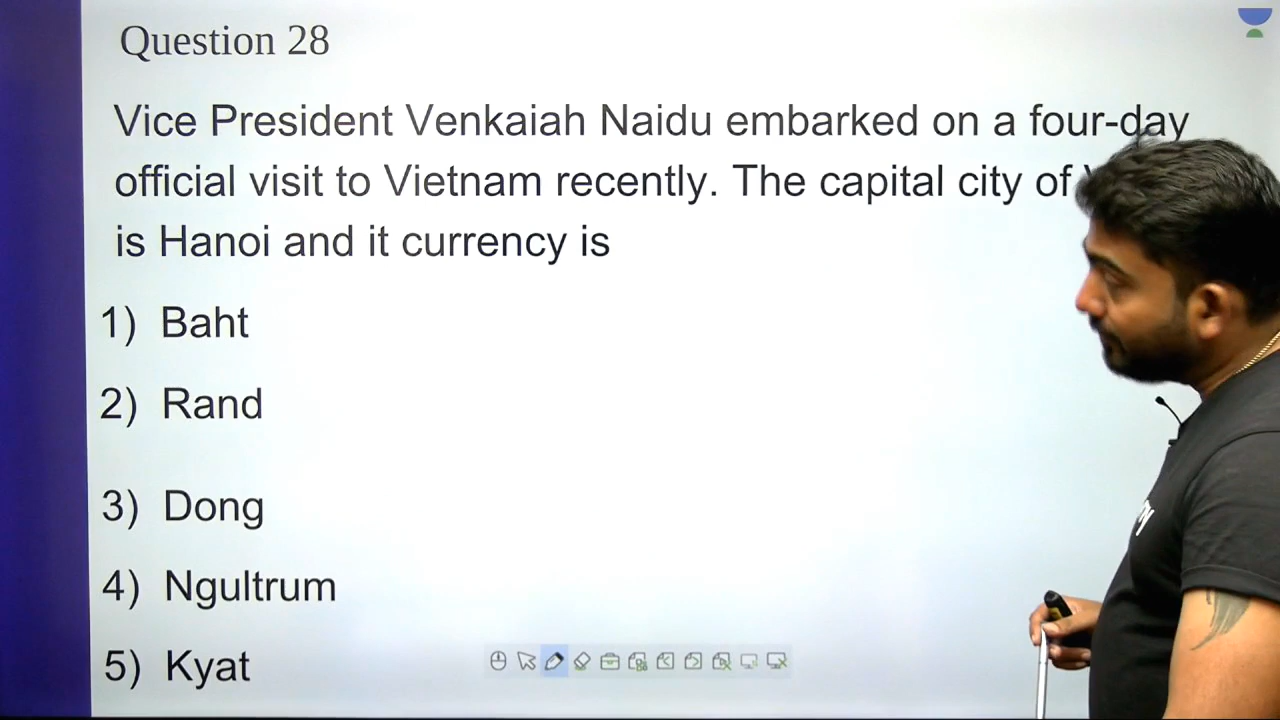 Question 28
Vice President Venkaiah Naidu embarked on a four-day
official visit to Vietnam recently. The capital city of
is Hanoi and it currency is
1) Baht
2) Rand
3) Dong
4) Ngultrum
5) Kyat